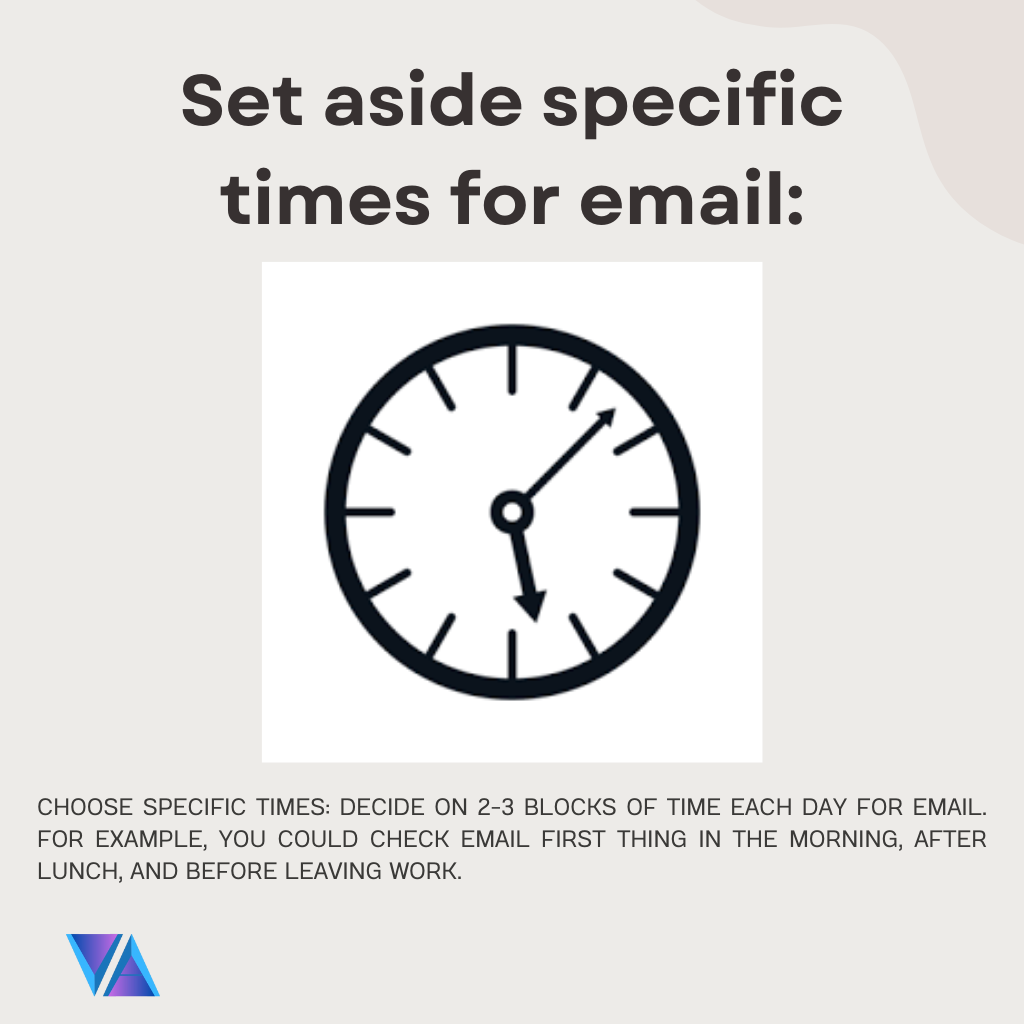 Set aside specific
times for email:
CHOOSE SPECIFIC TIMES: DECIDE ON 2-3 BLOCKS OF TIME EACH DAY FOR EMAIL.
FOR EXAMPLE, YOU COULD CHECK EMAIL FIRST THING IN THE MORNING, AFTER
LUNCH, AND BEFORE LEAVING WORK.
VA